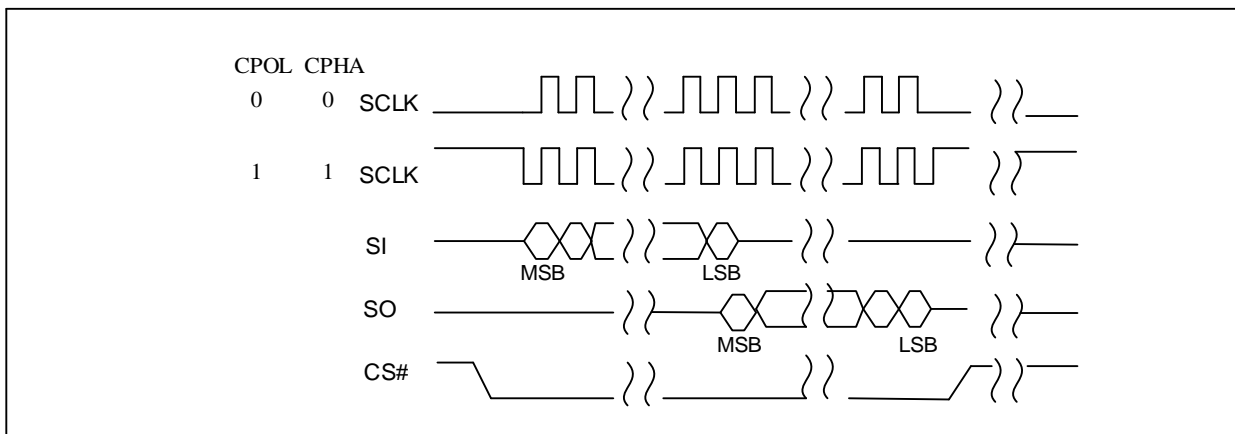 CPOL CPHA
0 0 SCLK
1 1 SCLK
SI
MSB LSB
SO
MSB LSB
CS#